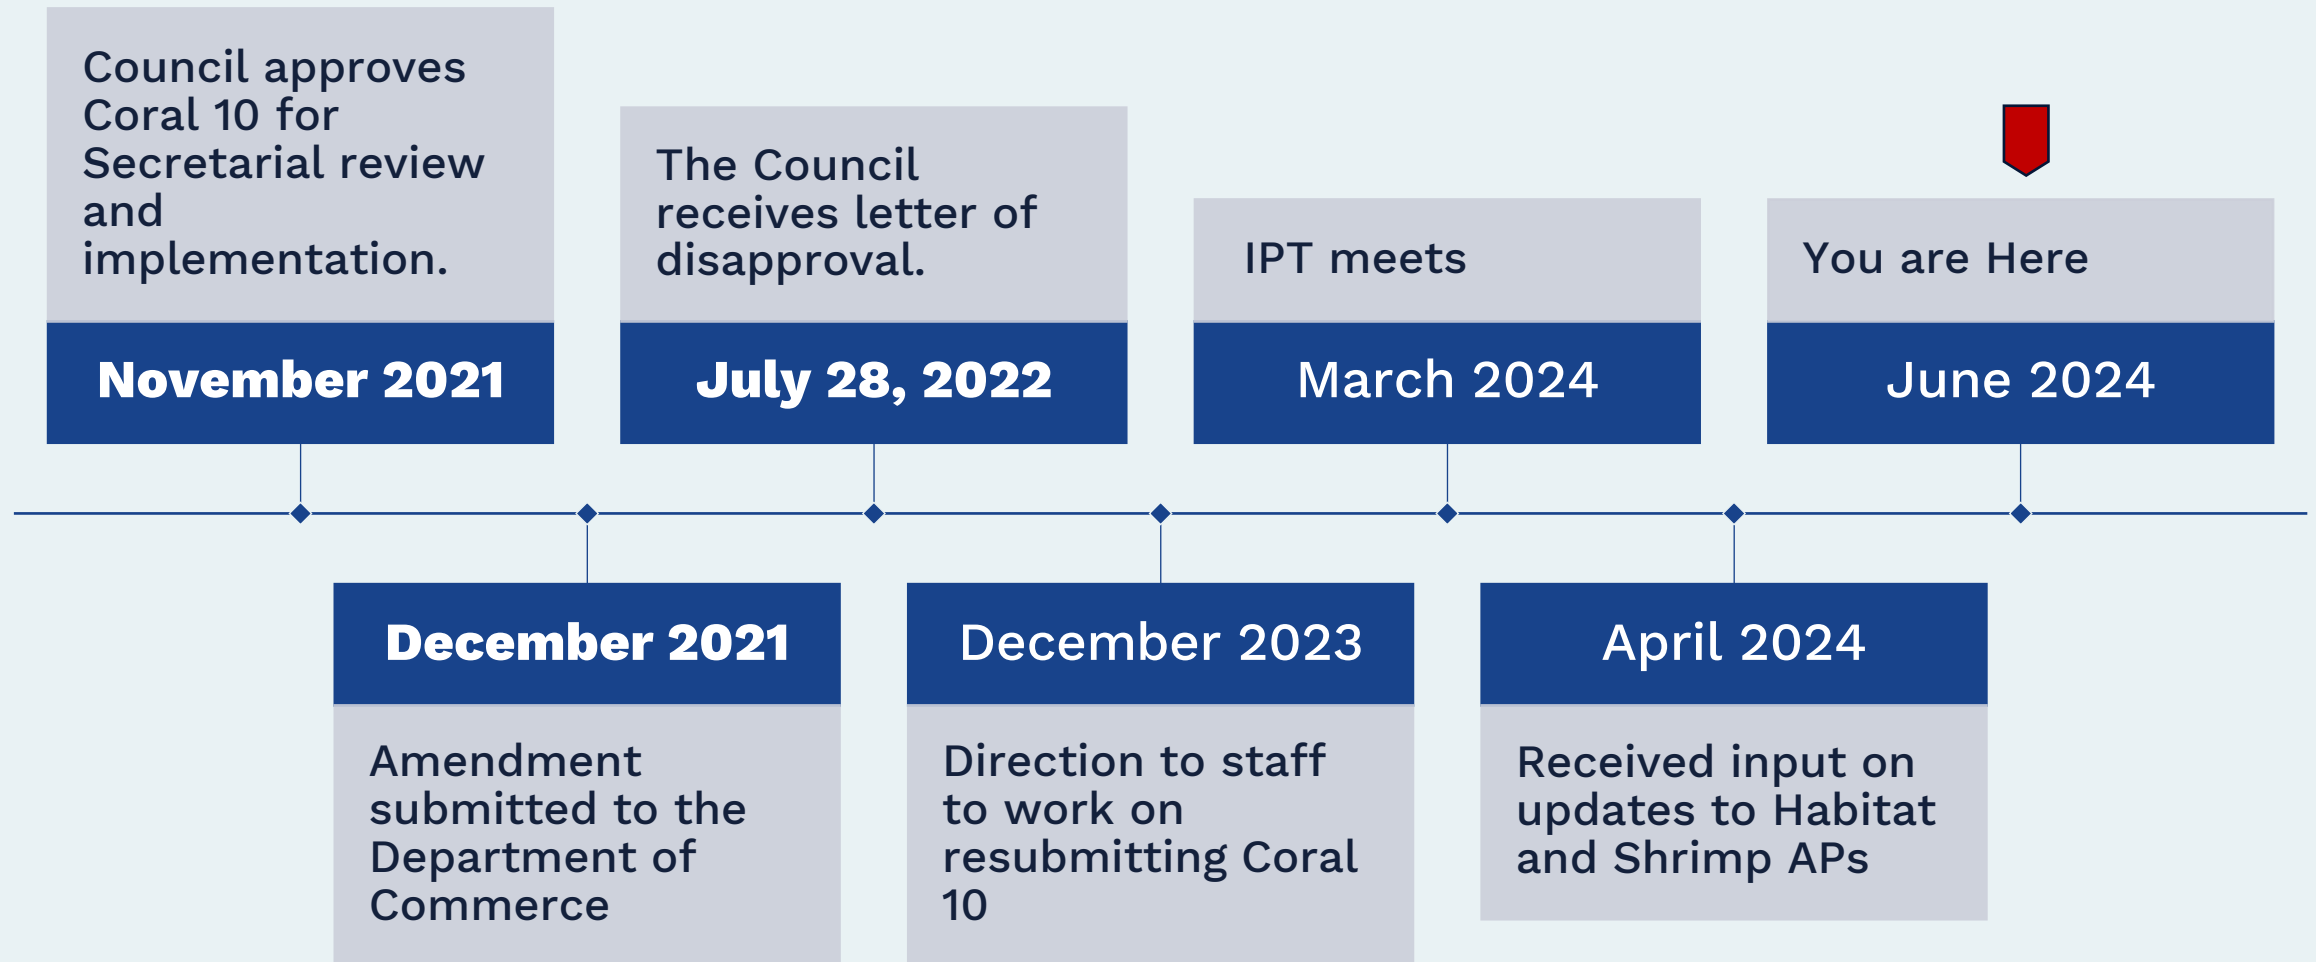 Council approves
Coral 10 for
Secretarial review
and
implementation.
November 2021
Amendment
submitted to the
Department of
Commerce
December 2021
The Council
receives letter of
disapproval.
July 28, 2022
December 2023
Direction to staff
to work on
resubmitting Coral
10
IPT meets
March 2024
April 2024
Received input on
updates to Habitat
and Shrimp APs
You are Here
June 2024